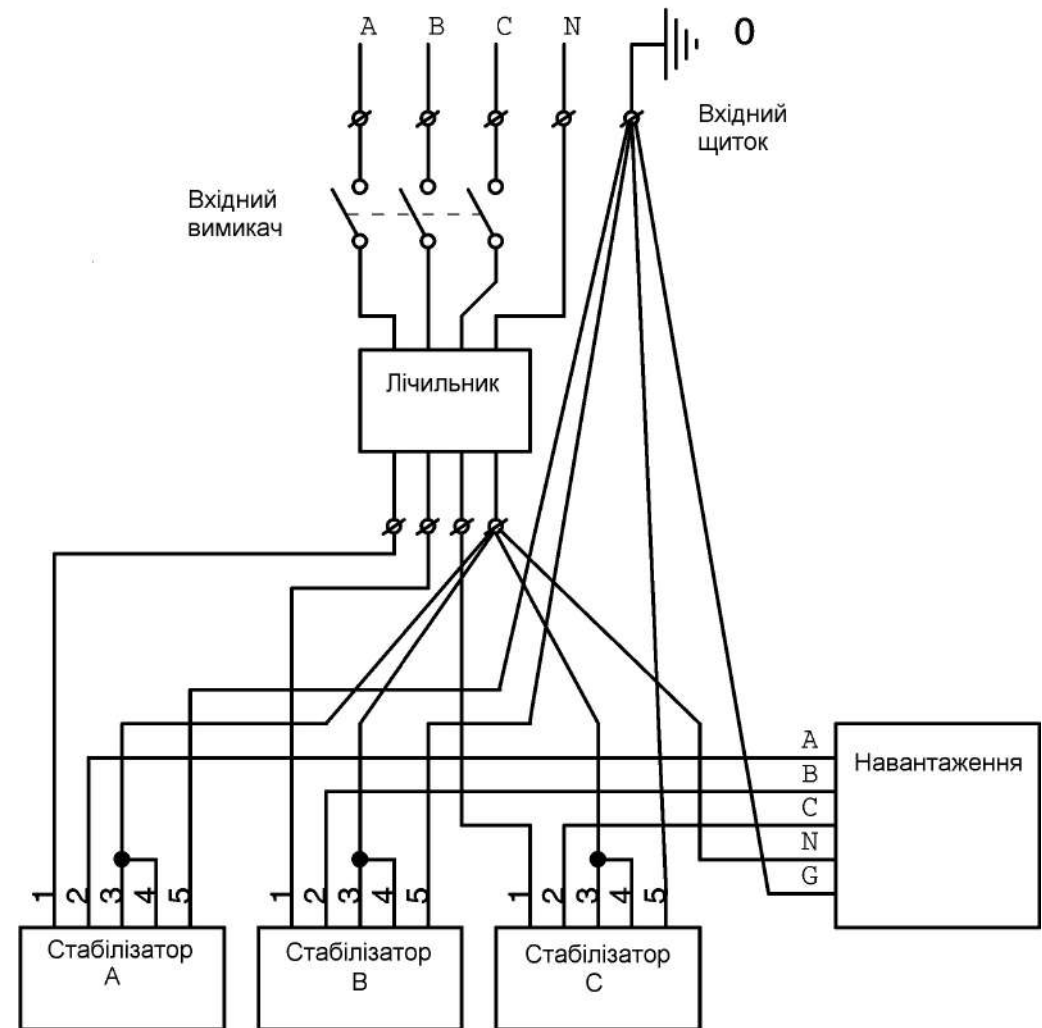 A B C N 0
Вхідний
щиток
Вхідний
вимикач
Лічильник
A
B
C
N
G
Навантаження
1 2 3 4 5
1 2 3 4 5
1 2 3 4 5
Стабілізатор
A
Стабілізатор
B
Стабілізатор
C